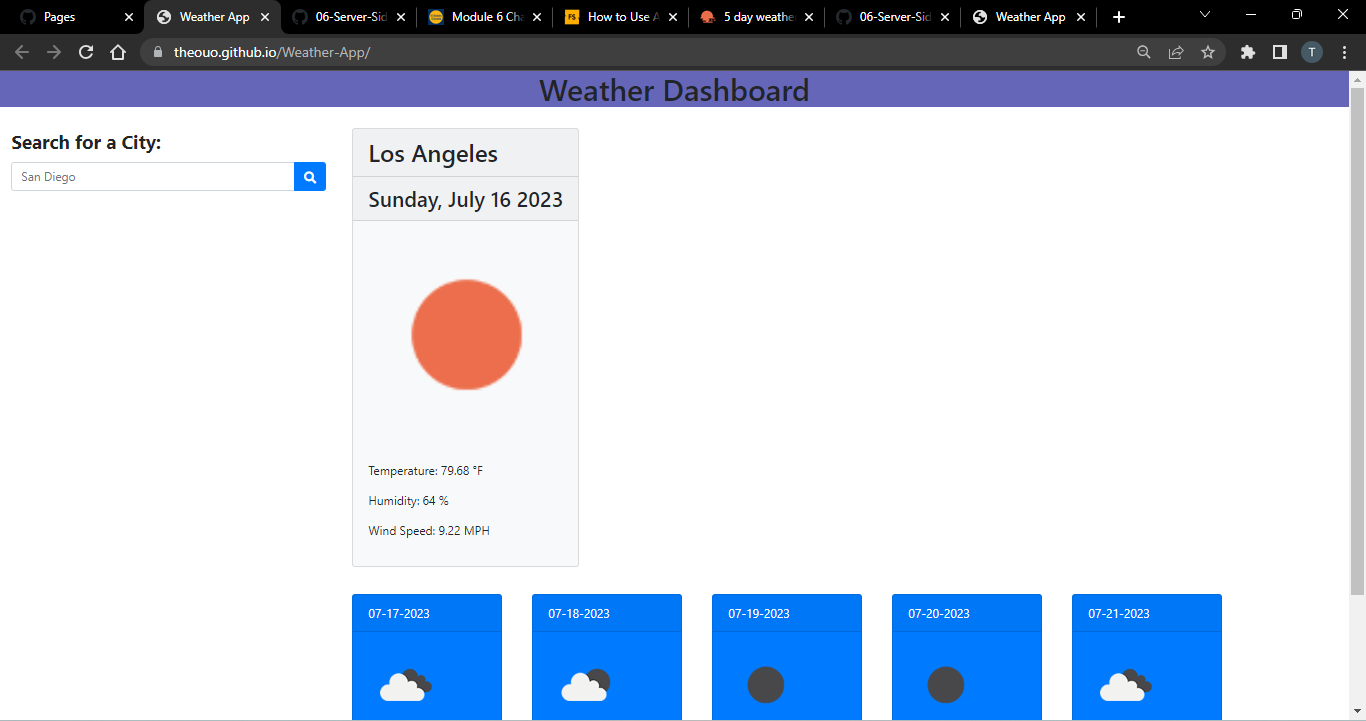 Pages
Weather App
06-Server-Sid
Module 6 Cha
FS
How to Use A
5 day weather
06-Server-Sid
Weather App
theouo.github.io/Weather-App/
T
Weather Dashboard
Search for a City:
San Diego
Los Angeles
Sunday, July 16 2023
Temperature: 79.68 °F
Humidity: 64 %
Wind Speed: 9.22 MPH
07-17-2023
07-18-2023
07-19-2023
07-20-2023
07-21-2023